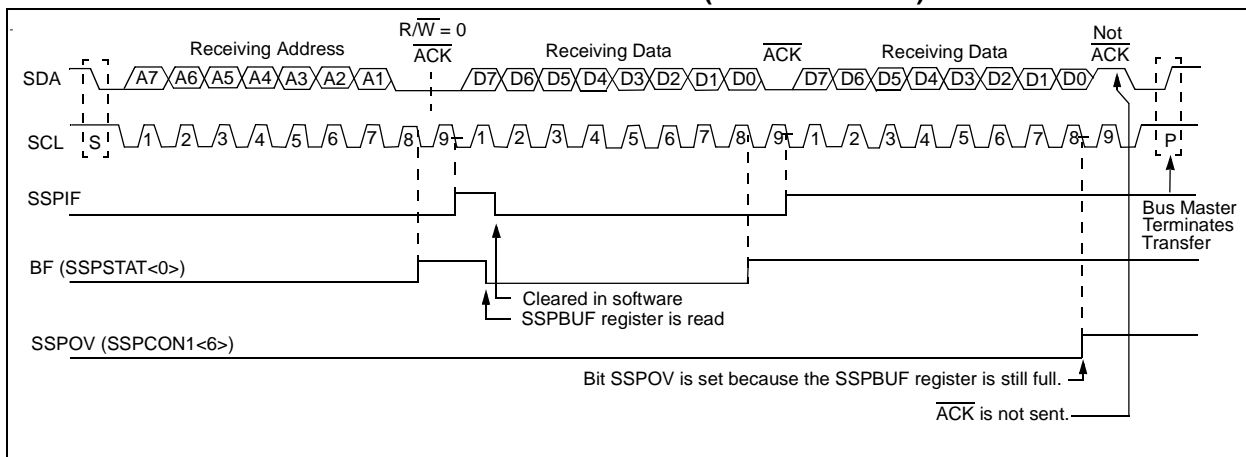 R/W = 0
Not
Receiving Address
ACK
Receiving Data
ACK
Receiving Data
ACK
SDA
A7 A6 A5 A4 A3 A2 A1
D7 D6 D5 D4 D3 D2 D1 D0
D7 D6 D5 D4 D3 D2 D1 D0
SCL
S
1 2 3 4 5 6 7 8 9
1 2 3 4 5 6 7 8 9
1 2 3 4 5 6 7 8 9
P
SSPIF
Bus Master
Terminates
Transfer
BF (SSPSTAT<0>)
Cleared in software
SSPBUF register is read
SSPOV (SSPCON1<6>)
Bit SSPOV is set because the SSPBUF register is still full.
ACK is not sent.